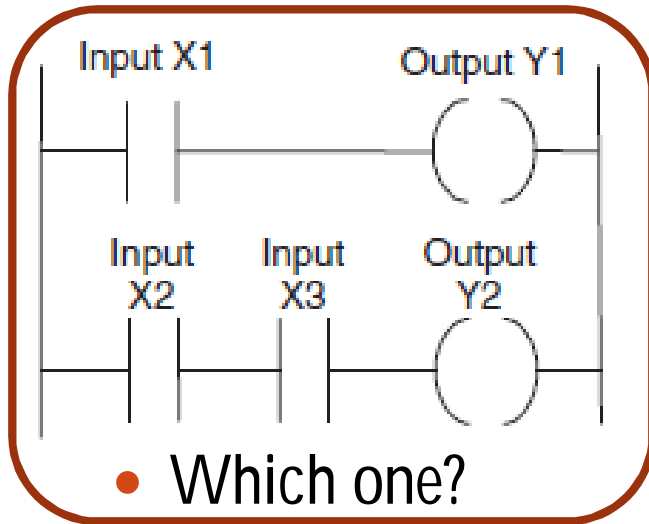 Input X1 Output Y1
Input Input Output
X2 X3 Y2
• Which one?